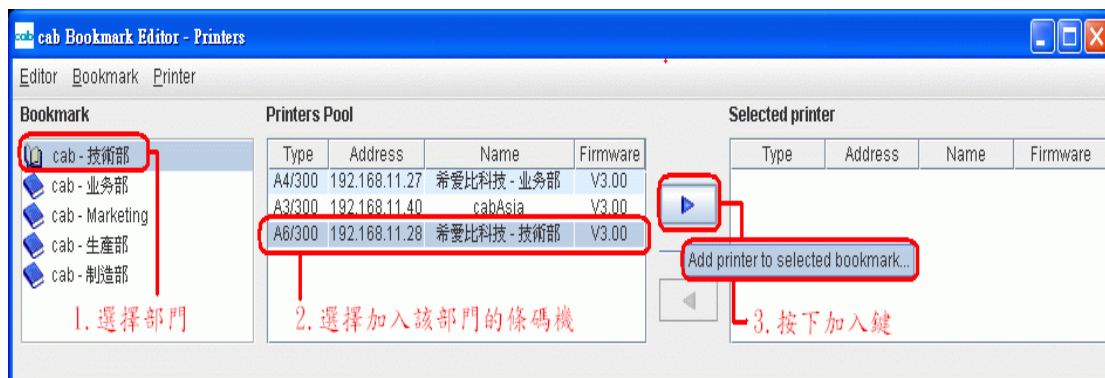 cab cab Bookmark Editor - Printers
Editor Bookmark Printer
Bookmark Printers Pool Selected printer
Type Address Name Firmware Type Address Name Firmware
cab - 技術部
cab - 业务部
cab - Marketing
cab - 生產部
cab - 制造部
A4/300 192.168.11.27 希爱比科技 - 业务部 V3.00
A3/300 192.168.11.40 cabAsia V3.00
A6/300 192.168.11.28 希愛比科技 - 技術部 V3.00
Add printer to selected bookmark...
1. 選擇部門
2. 選擇加入該部門的條碼機
3. 按下加入鍵